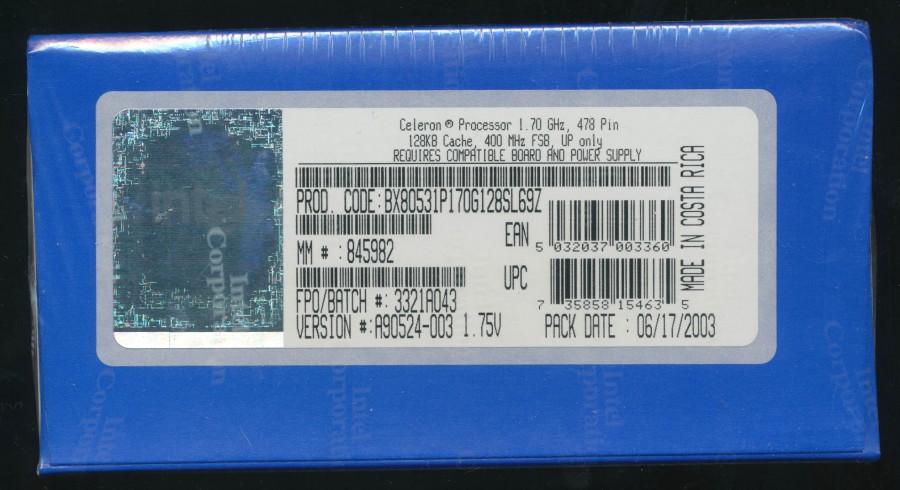 Celeron ® Processor 1.70 GHz, 478 Pin
128KB Cache, 400 MHz FSB, UP only
REQUIRES COMPATIBLE BOARD AND POWER SUPPLY
PROD. CODE:BX80531P170G128SL69Z
EAN
5 032037 003360
MM # : 845982
UPC
7 35858 15463 5
FPO/BATCH #: 3321A043
VERSION #:A90524-003 1.75V
PACK DATE : 06/17/2003
MADE IN COSTA RICA
Intel
Corporation